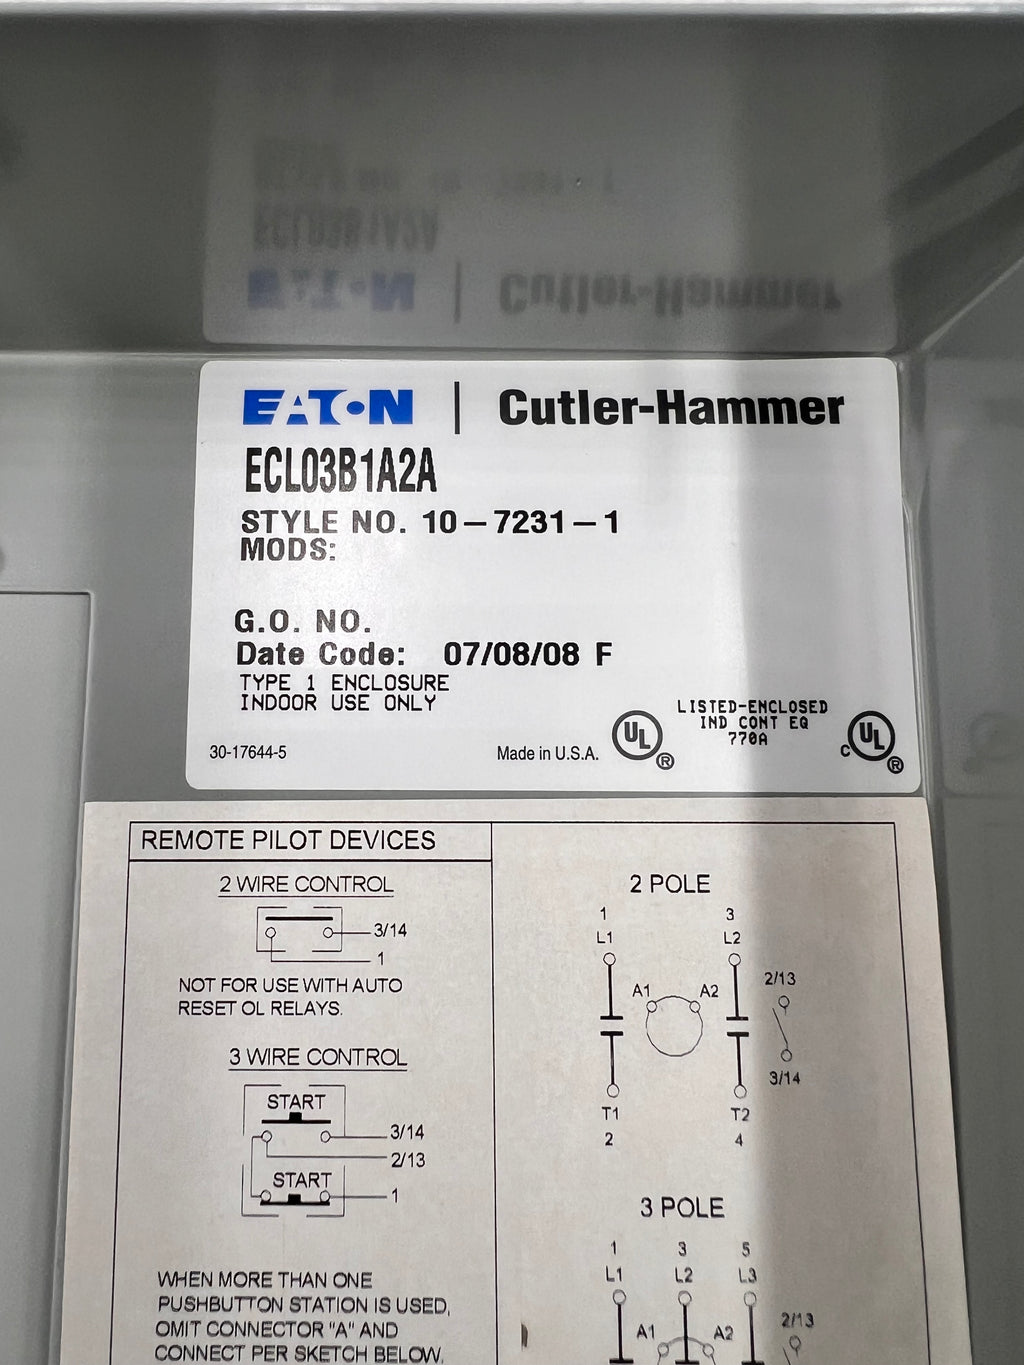 EATON | Cutler-Hammer
ECL03B1A2A
STYLE NO. 10-7231-1
MODS:
G.O. NO.
Date Code: 07/08/08 F
TYPE 1 ENCLOSURE
INDOOR USE ONLY
30-17644-5
Made in U.S.A.
UL ®
LISTED-ENCLOSED
IND CONT EQ
770A
C UL ®
REMOTE PILOT DEVICES
2 WIRE CONTROL
3/14
1
NOT FOR USE WITH AUTO
RESET OL RELAYS.
3 WIRE CONTROL
START
3/14
2/13
START
1
WHEN MORE THAN ONE
PUSHBUTTON STATION IS USED,
OMIT CONNECTOR "A" AND
CONNECT PER SKETCH BELOW.
2 POLE
1 3
L1 L2
A1 A2 2/13
3/14
T1 T2
2 4
3 POLE
1 3 5
L1 L2 L3
A1 A2 2/13